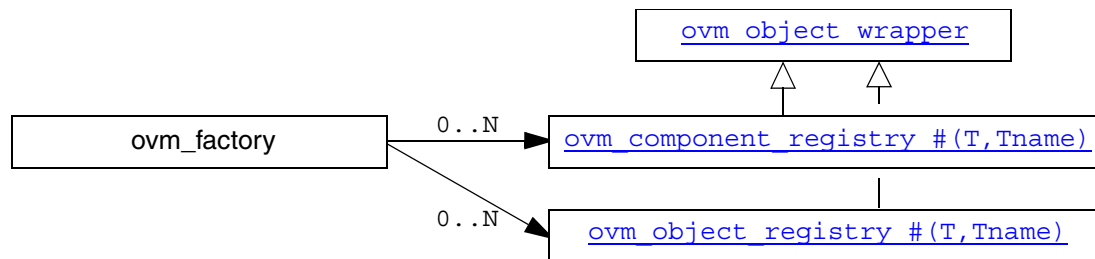 ovm_object_wrapper
0..N
ovm_factory
ovm_component_registry #(T,Tname)
0..N
ovm_object_registry #(T,Tname)